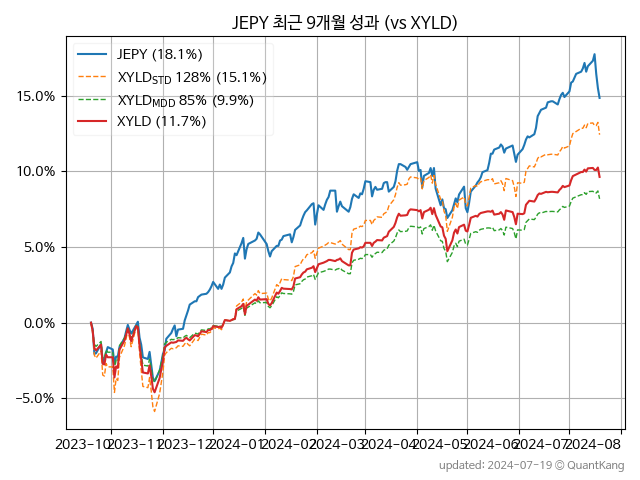 JEPY 최근 9개월 성과 (vs XYLD)
JEPY (18.1%)
XYLD_STD 128% (15.1%)
XYLD_MDD 85% (9.9%)
XYLD (11.7%)
15.0%
10.0%
5.0%
0.0%
−5.0%
2023-10 2023-11 2023-12 2024-01 2024-02 2024-03 2024-04 2024-05 2024-06 2024-07 2024-08
updated: 2024-07-19 © QuantKang